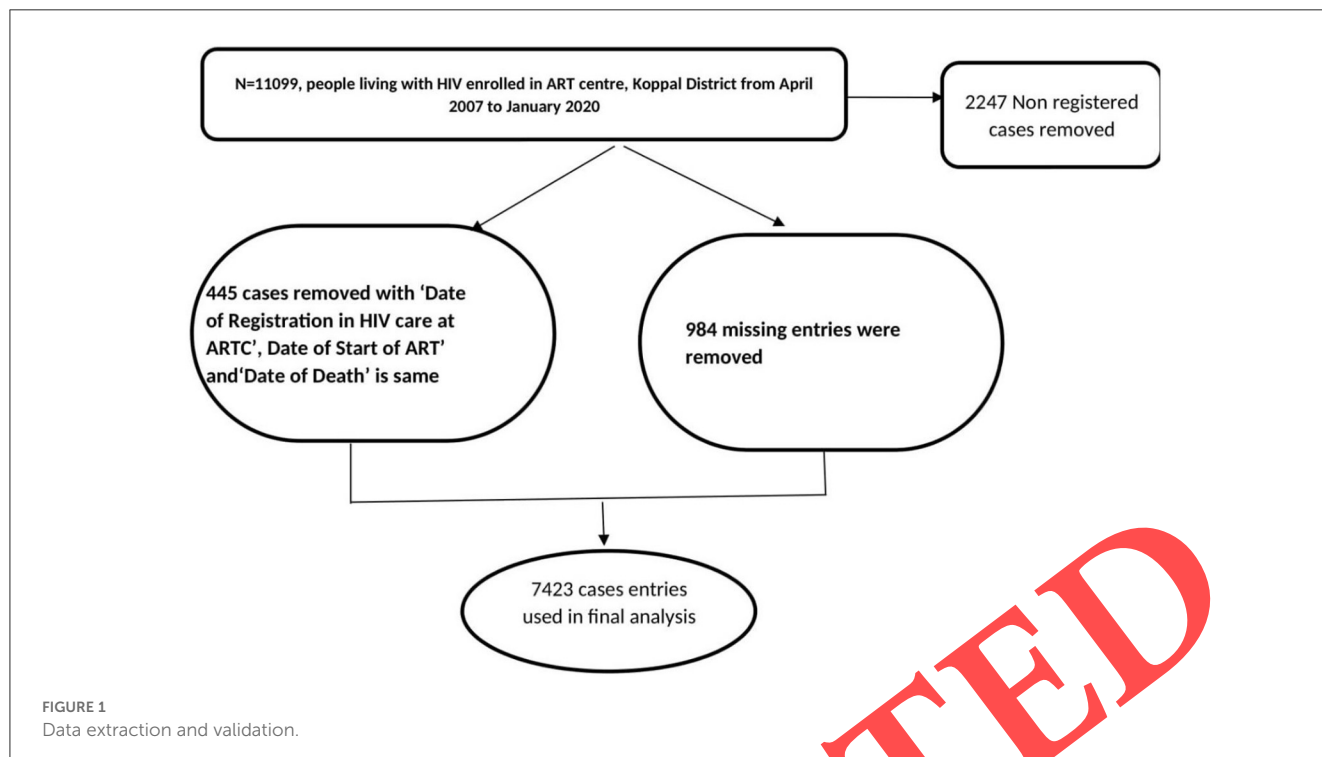 N=11099, people living with HIV enrolled in ART centre, Koppal District from April
2007 to January 2020
2247 Non registered
cases removed
445 cases removed with ‘Date
of Registration in HIV care at
ARTC’, Date of Start of ART’
and‘Date of Death’ is same
984 missing entries were
removed
7423 cases entries
used in final analysis
FIGURE 1
Data extraction and validation.
TED